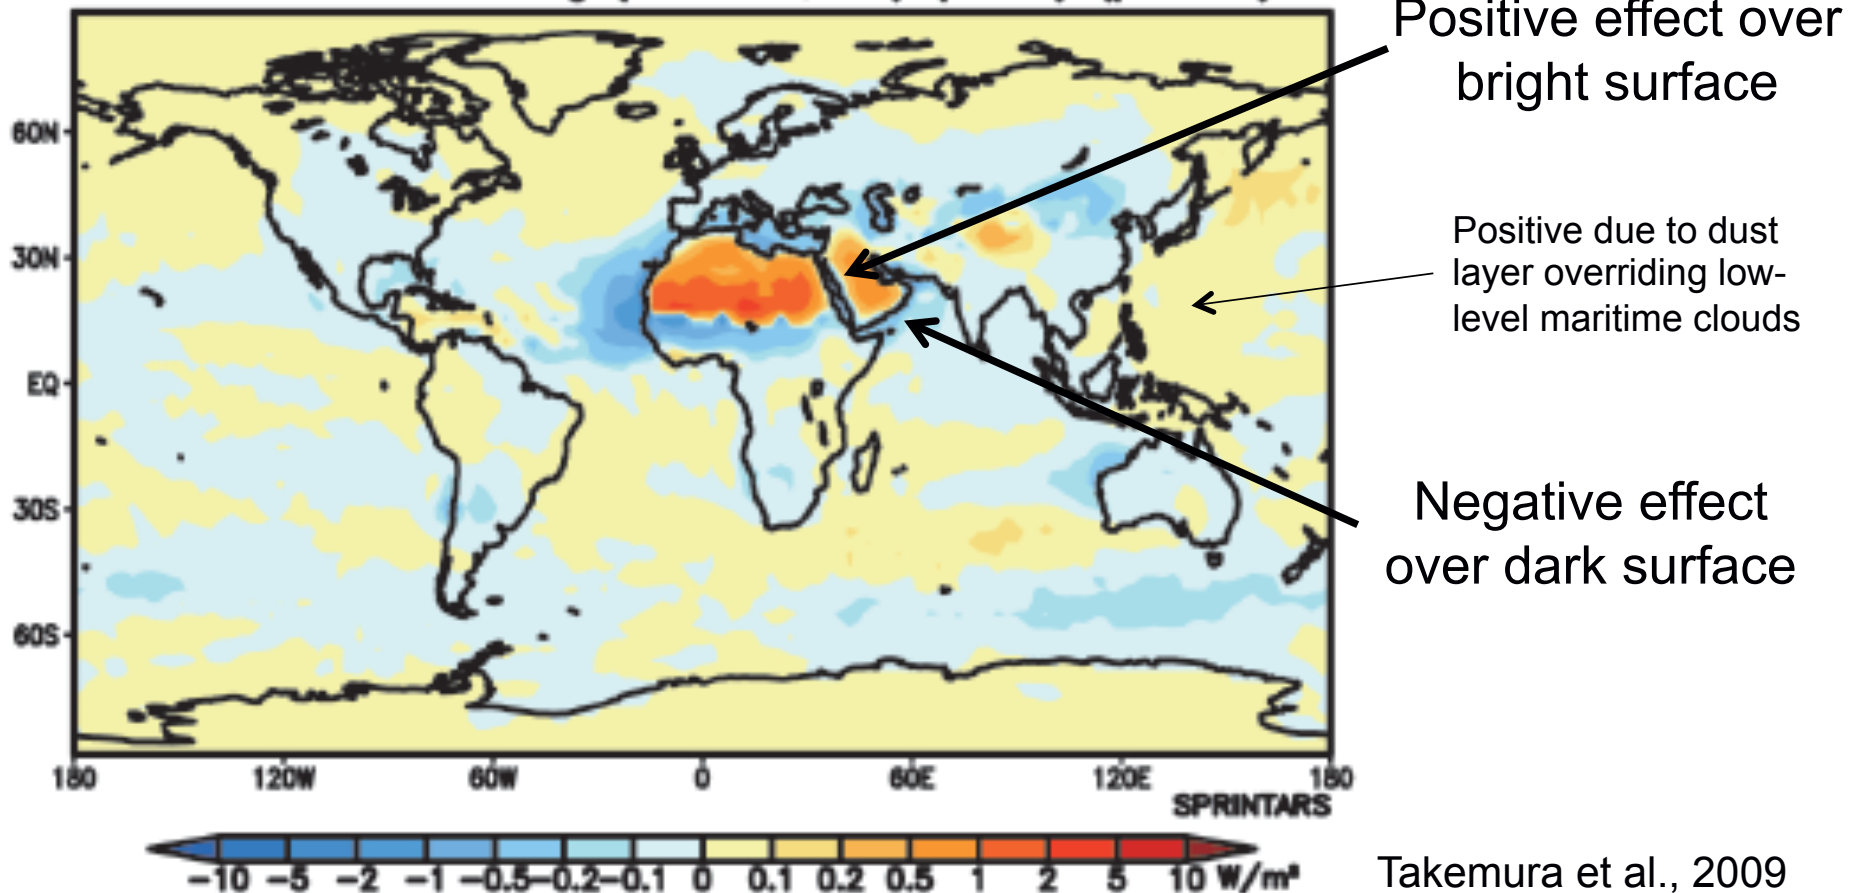 Positive effect over
bright surface
60N
Positive due to dust
layer overriding low-
level maritime clouds
30N
EQ
30S
Negative effect
over dark surface
60S
180 120W 60W 0 60E 120E 180
SPRINTARS
-10 -5 -2 -1 -0.5 -0.2 -0.1 0 0.1 0.2 0.5 1 2 5 10 W/m²
Takemura et al., 2009